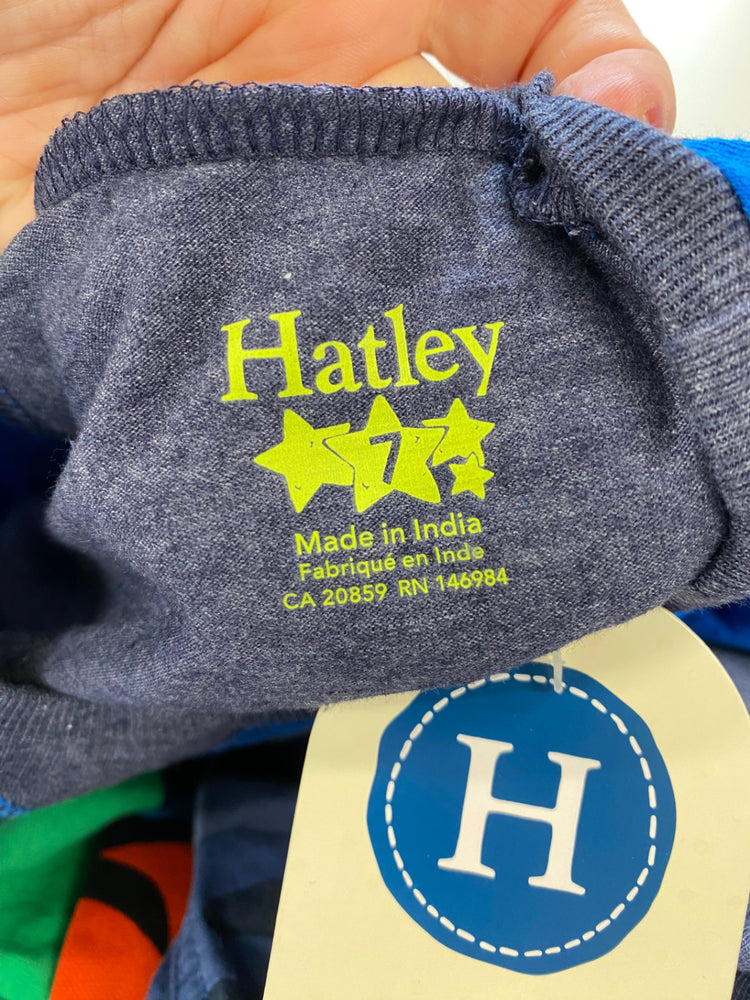 Hatley
7
Made in India
Fabriqué en Inde
CA 20859 RN 146984
H